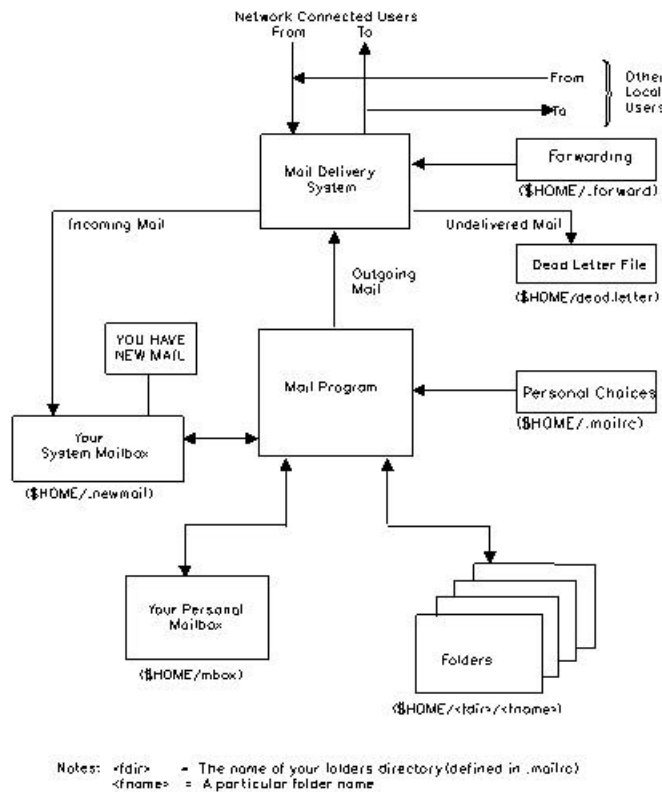 Network Connected Users
From To
From
To
Other
Local
Users
Mail Delivery
System
Forwarding
($HOME/.forward)
Incoming Mail
Undelivered Mail
Dead Letter File
($HOME/dead.letter)
Outgoing
Mail
YOU HAVE
NEW MAIL
Mail Program
Personal Choices
($HOME/.mailrc)
Your
System Mailbox
($HOME/.newmail)
Your Personal
Mailbox
($HOME/mbox)
Folders
($HOME/<fdir>/<fname>)
Notes: <fdir> = The name of your folders directory(defined in .mailrc)
<fname> = A particular folder name